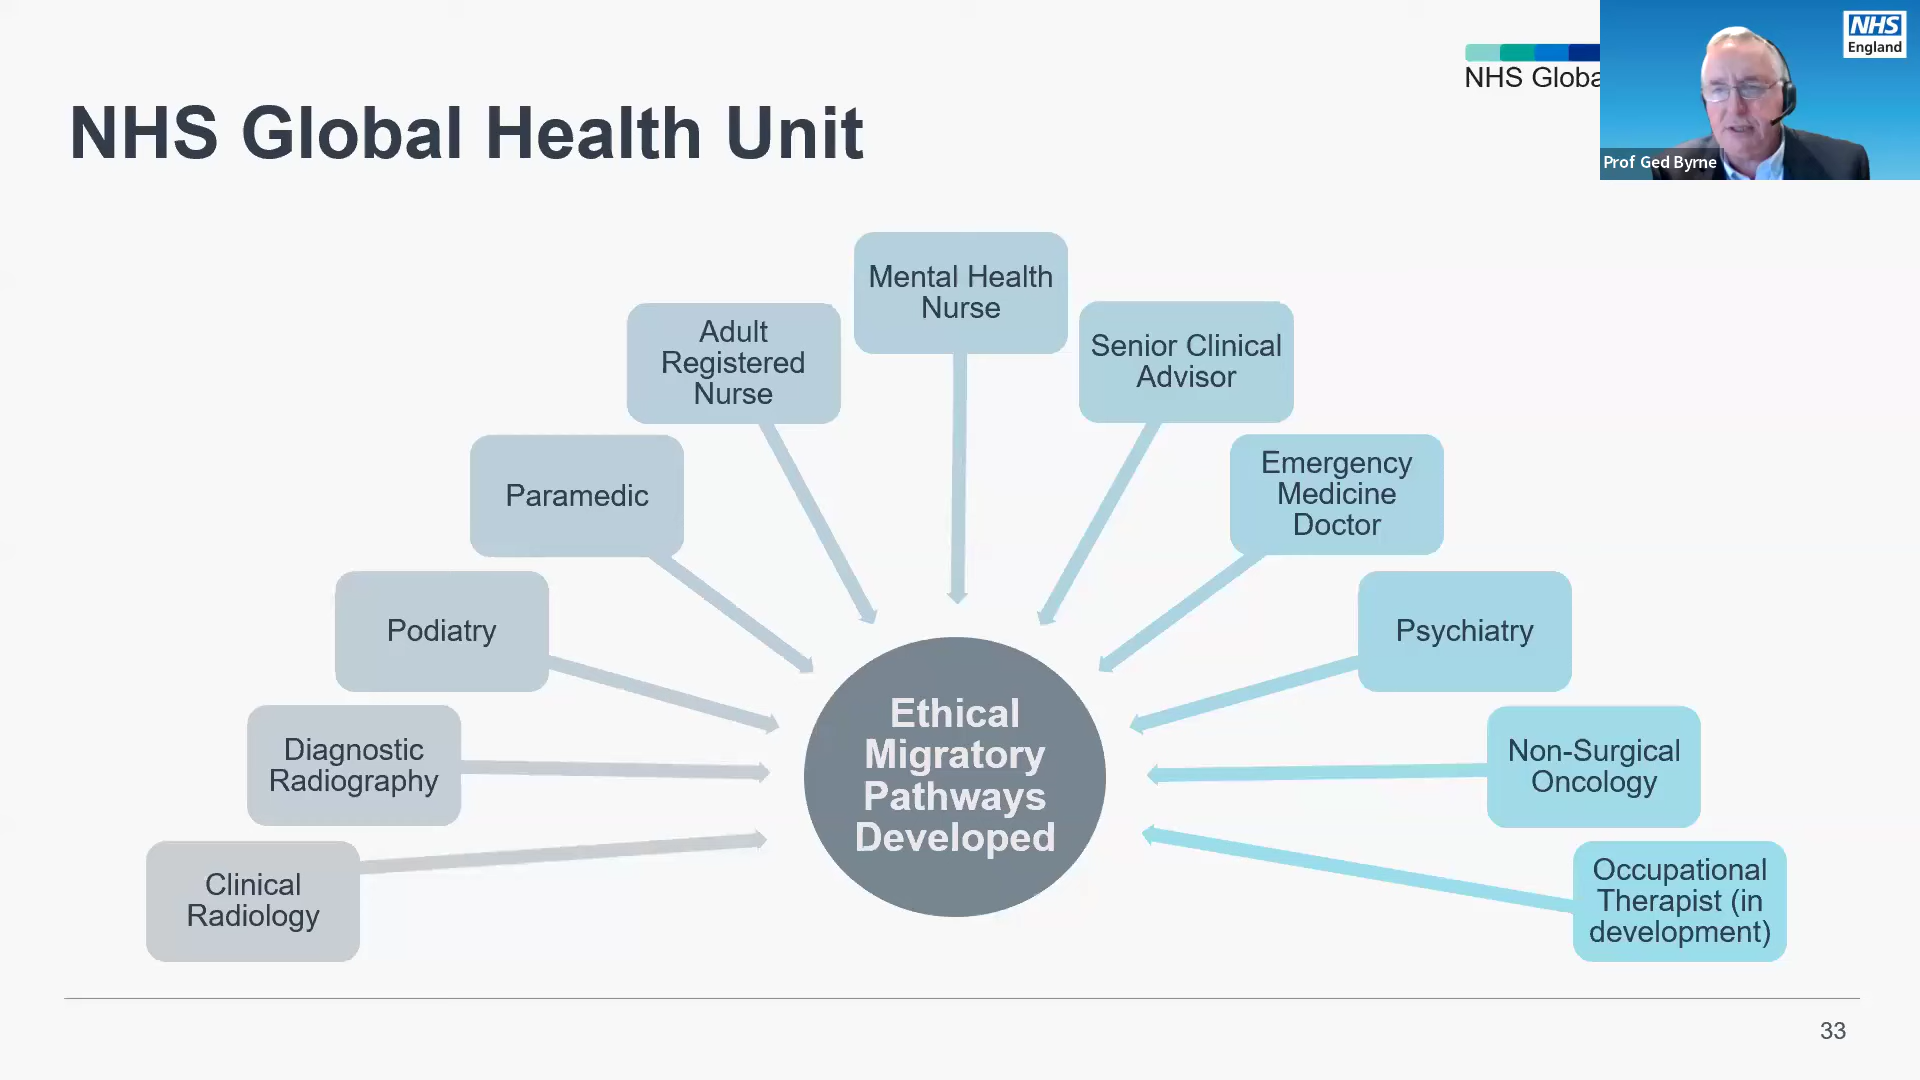 NHS Globa
NHS
England
Prof Ged Byrne
NHS Global Health Unit
Mental Health
Nurse
Adult
Registered
Nurse
Senior Clinical
Advisor
Paramedic
Emergency
Medicine
Doctor
Podiatry
Psychiatry
Diagnostic
Radiography
Non-Surgical
Oncology
Clinical
Radiology
Occupational
Therapist (in
development)
Ethical
Migratory
Pathways
Developed
33